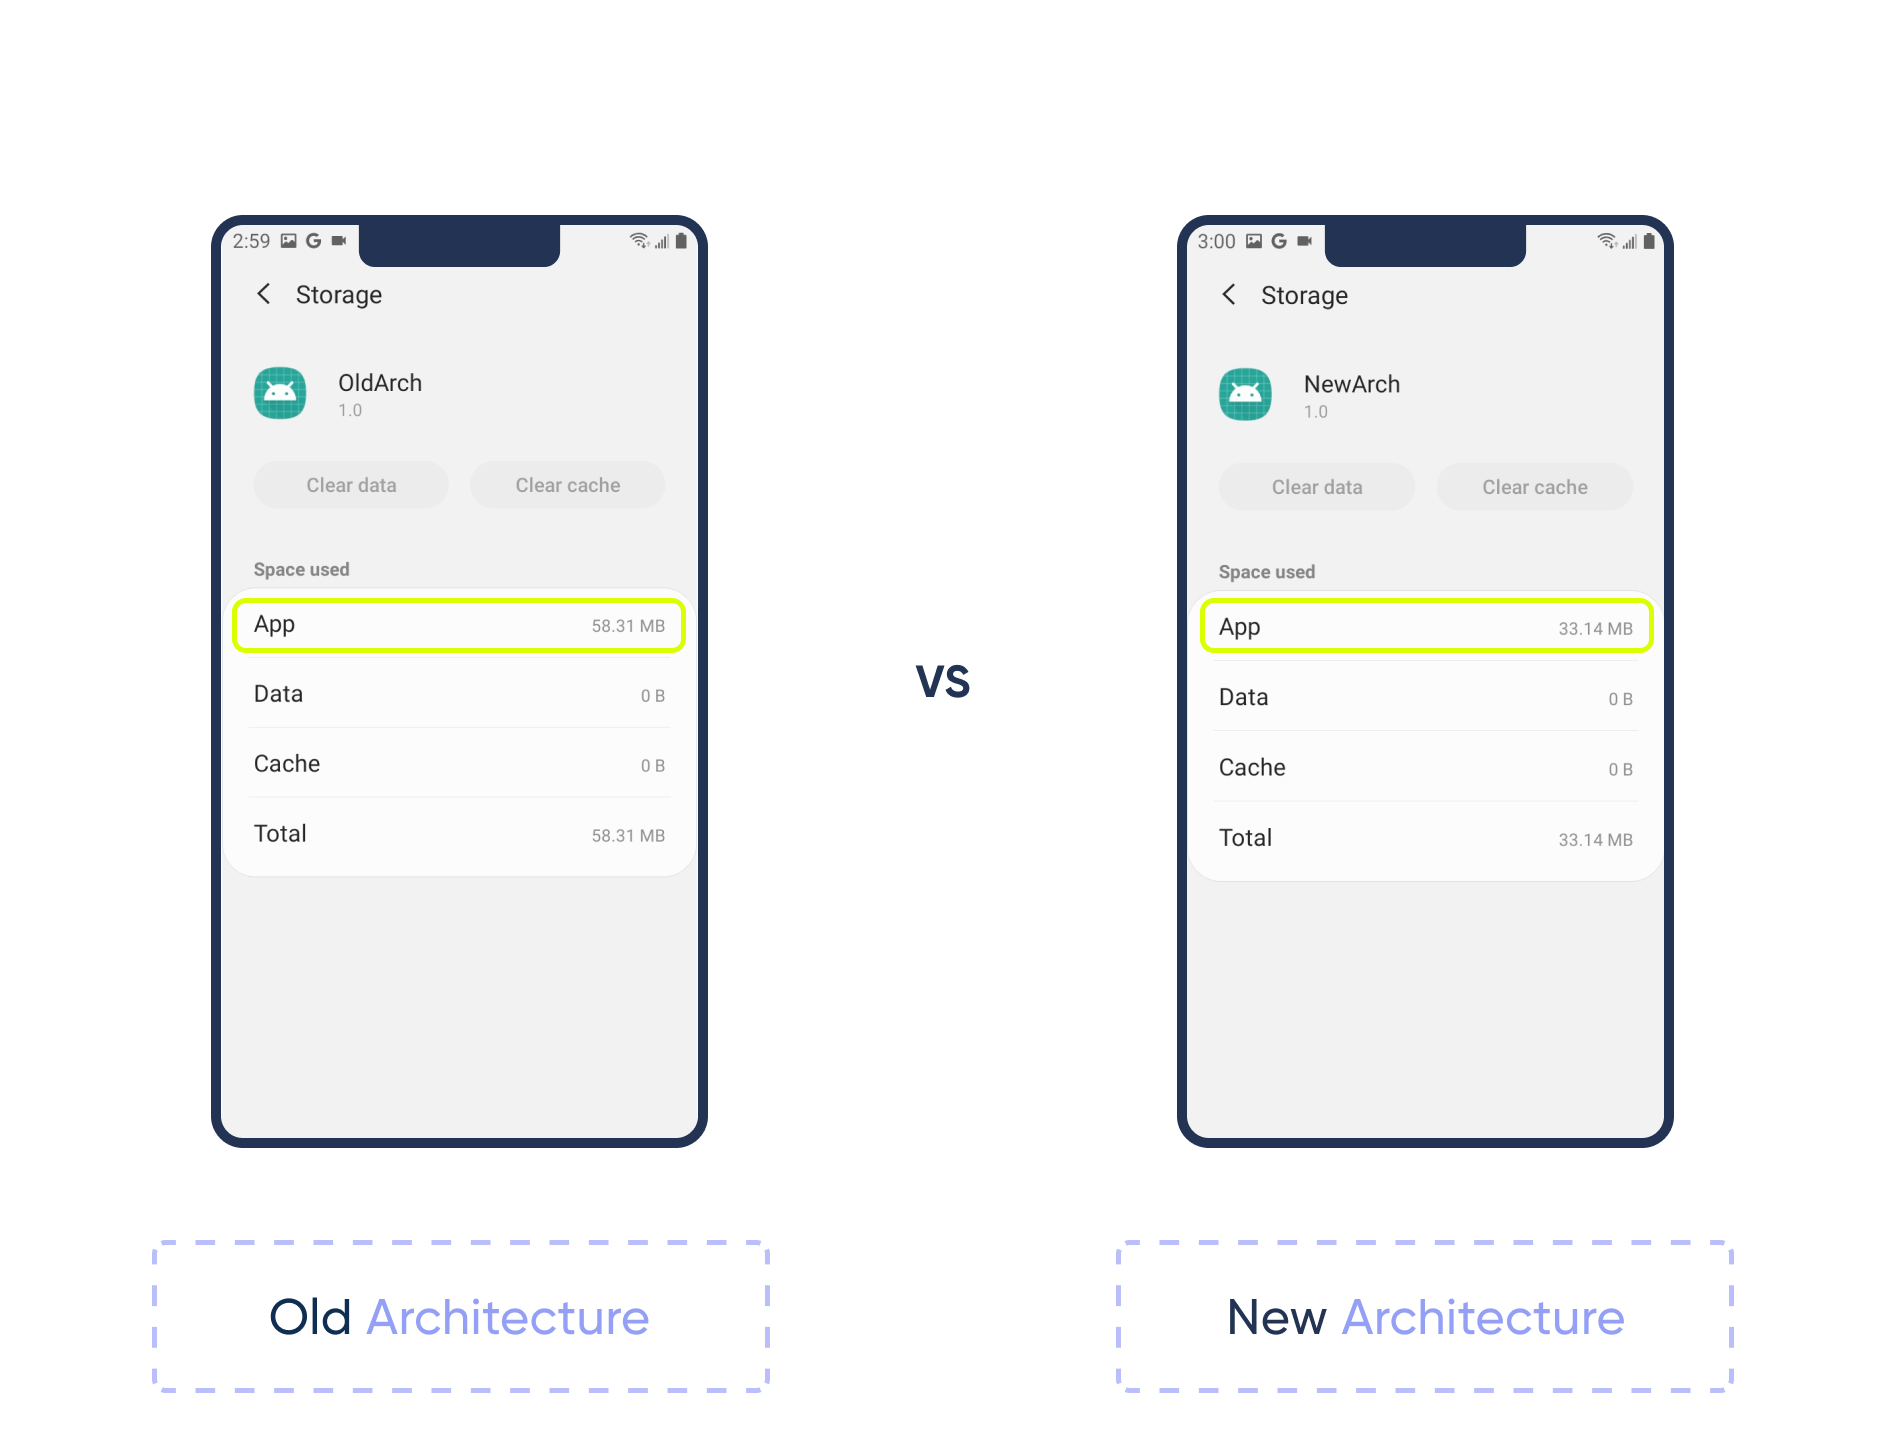 2:59
Storage
OldArch
1.0
Clear data Clear cache
Space used
App 58.31 MB
Data 0 B
Cache 0 B
Total 58.31 MB
Old Architecture
vs
3:00
Storage
NewArch
1.0
Clear data Clear cache
Space used
App 33.14 MB
Data 0 B
Cache 0 B
Total 33.14 MB
New Architecture